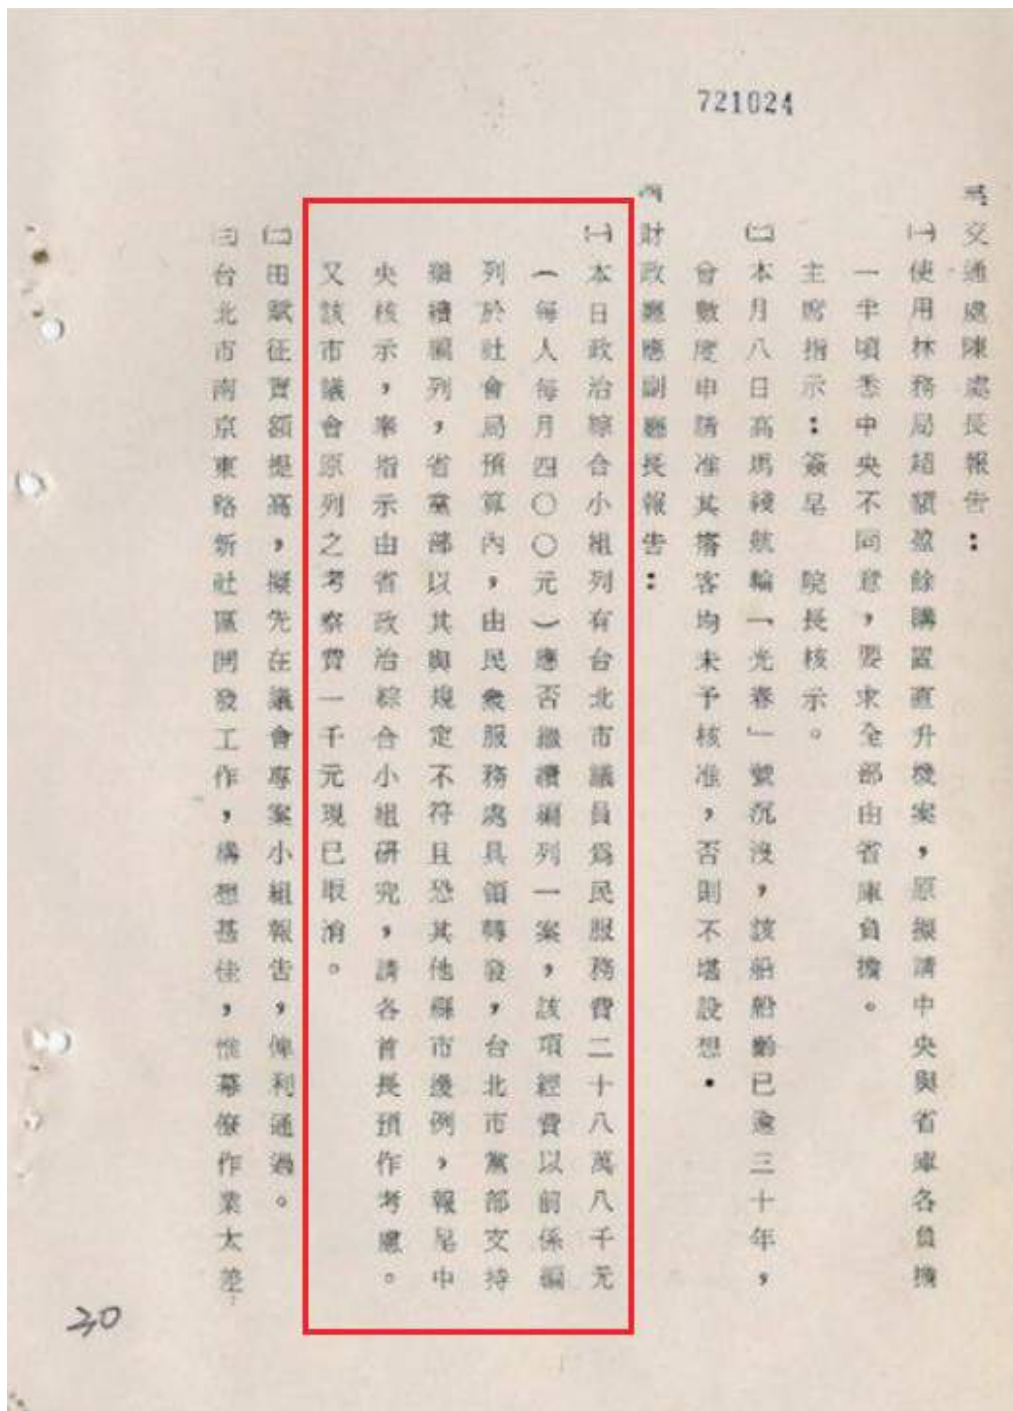 721024
交通處陳處長報告：
㈠使用林務局超額盈餘購置直升機案，原擬請中央與省庫各負擔
一半頃悉中央不同意，要求全部由省庫負擔。
主席指示：簽呈　院長核示。
㈡本月八日高馬綫航輪「光春」號沉沒，該船船齡已逾三十年，
會數度申請准其搭客均未予核准，否則不堪設想．
財政廳應副廳長報告：
㈠本日政治綜合小組列有台北市議員為民服務費二十八萬八千元
（每人每月四〇〇元）應否繼續編列一案，該項經費以前係編
列於社會局預算內，由民衆服務處具領轉發，台北市黨部支持
繼續編列，省黨部以其與規定不符且恐其他縣市援例，報呈中
央核示，奉指示由省政治綜合小組研究，請各首長預作考慮。
又該市議會原列之考察費一千元現已取消。
㈡田賦征實額提高，擬先在議會專案小組報告，俾利通過。
㈢台北市南京東路新社區開發工作，構想甚佳，惟幕僚作業太差
20